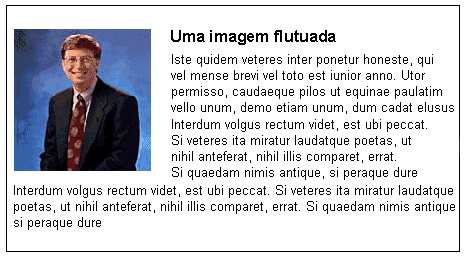 Uma imagem flutuada
Iste quidem veteres inter ponetur honeste, qui
vel mense brevi vel toto est iunior anno. Utor
permisso, caudaeque pilos ut equinae paulatim
vello unum, demo etiam unum, dum cadat elusus
Interdum volgus rectum videt, est ubi peccat.
Si veteres ita miratur laudatque poetas, ut
nihil anteferat, nihil illis comparet, errat.
Si quaedam nimis antique, si peraque dure
Interdum volgus rectum videt, est ubi peccat. Si veteres ita miratur laudatque
poetas, ut nihil anteferat, nihil illis comparet, errat. Si quaedam nimis antique
si peraque dure